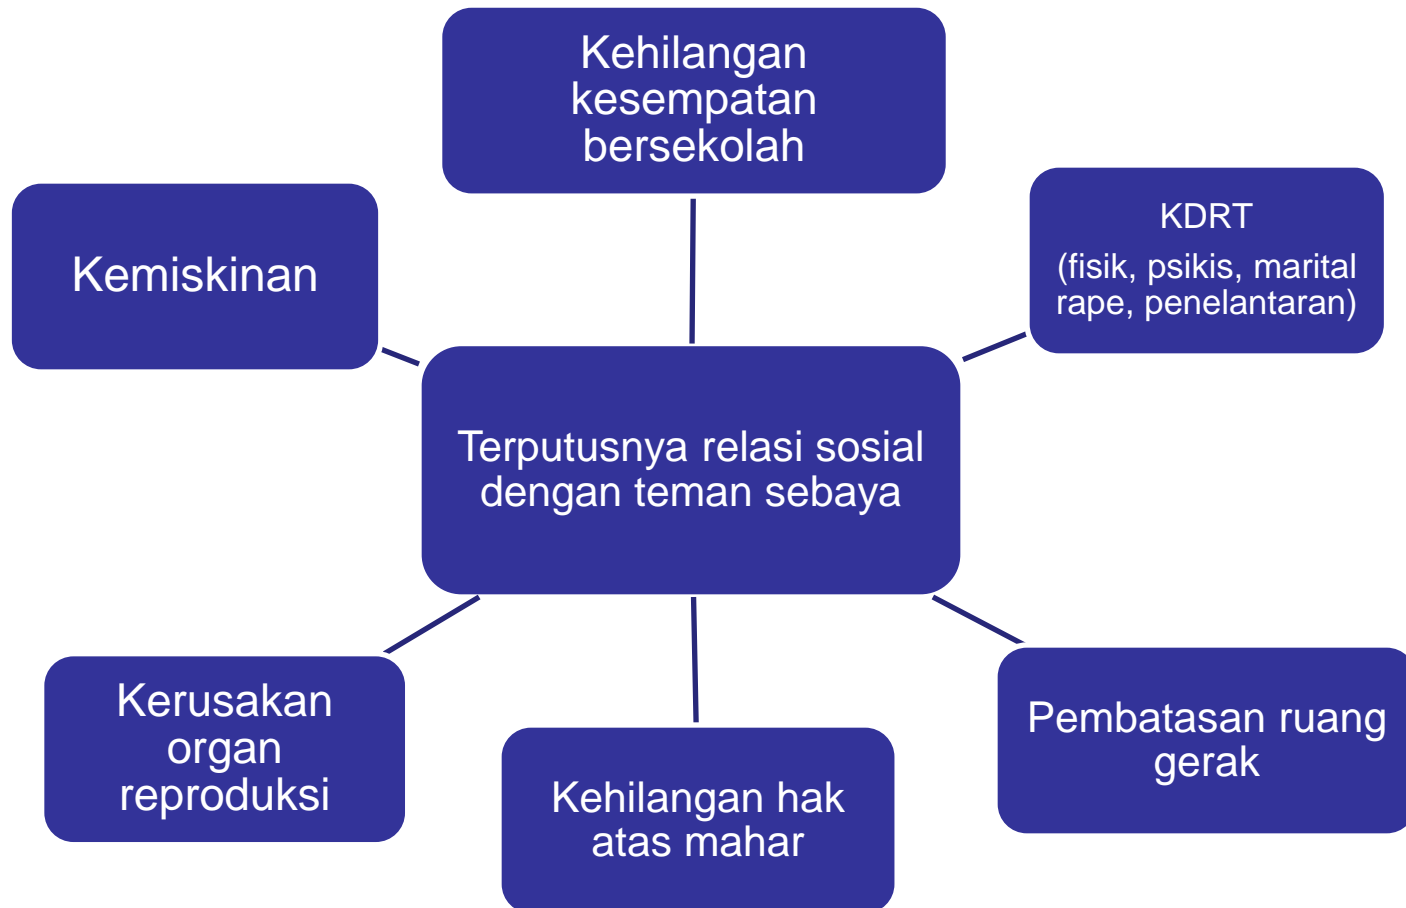 Kehilangan
kesempatan
bersekolah
Kemiskinan
KDRT
(fisik, psikis, marital
rape, penelantaran)
Terputusnya relasi sosial
dengan teman sebaya
Kerusakan
organ
reproduksi
Kehilangan hak
atas mahar
Pembatasan ruang
gerak